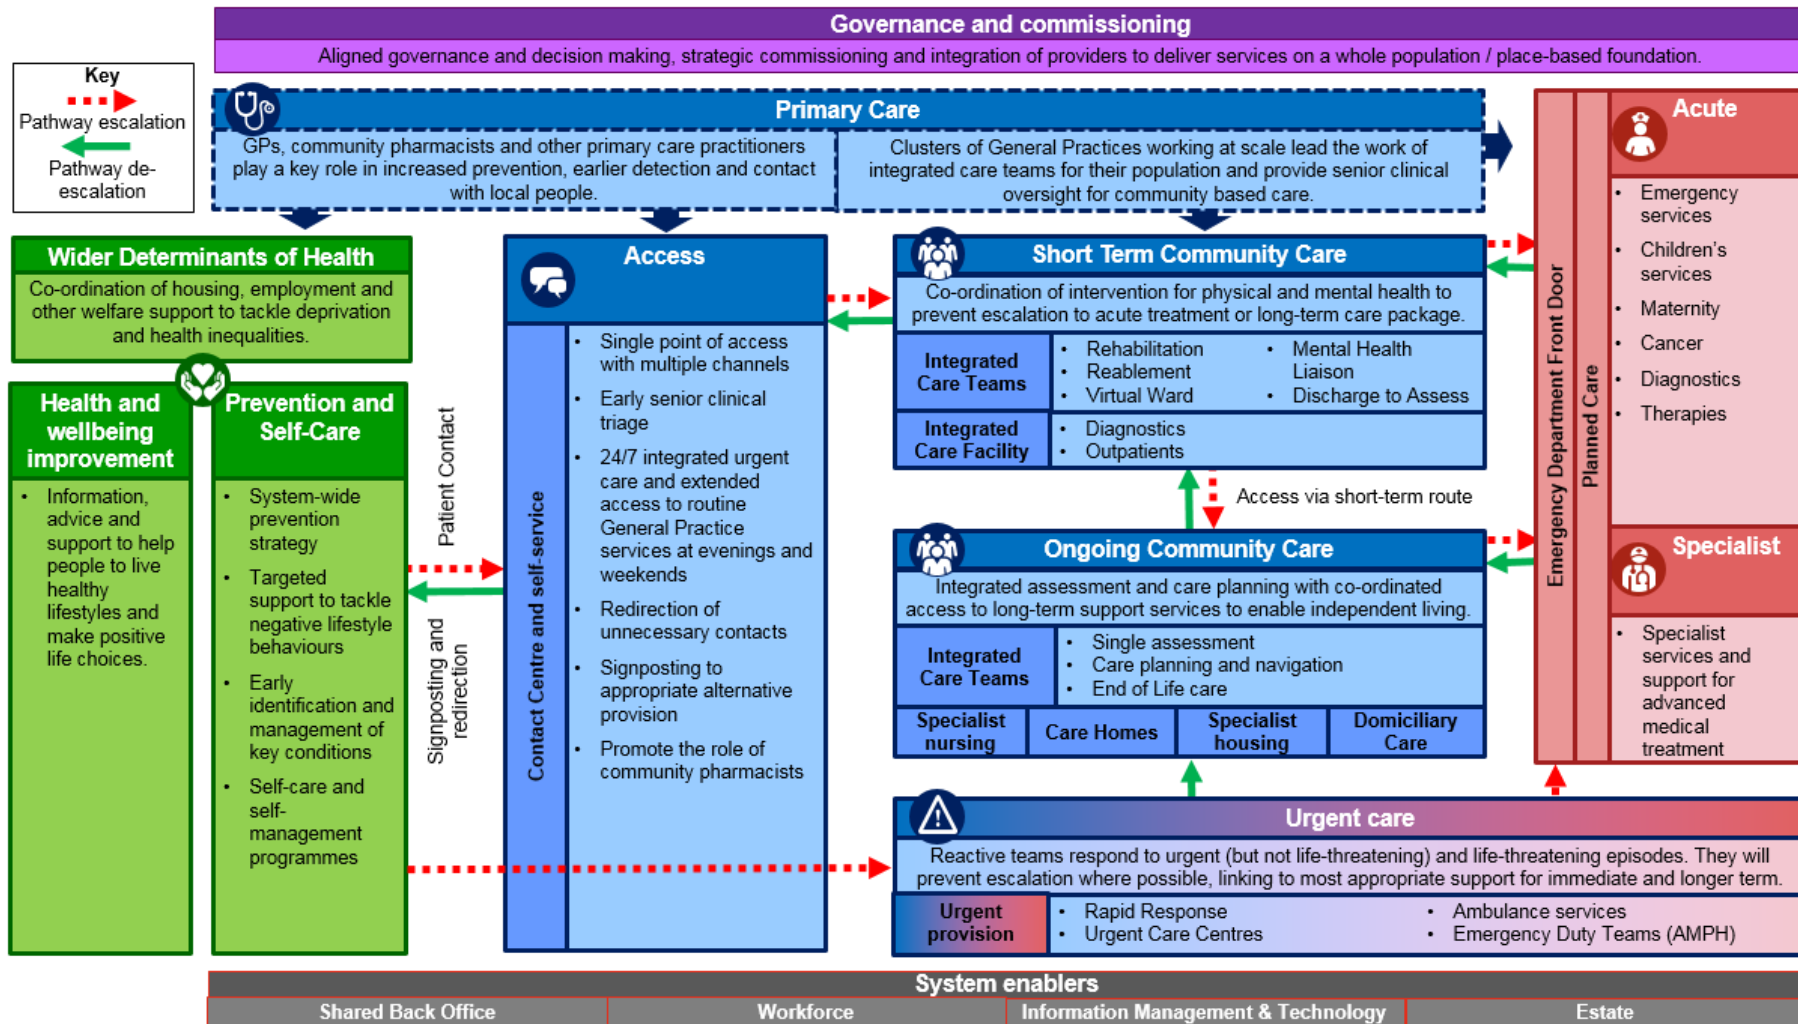 Governance and commissioning
Aligned governance and decision making, strategic commissioning and integration of providers to deliver services on a whole population / place-based foundation.
Key
Pathway escalation
Pathway de-
escalation
Primary Care
GPs, community pharmacists and other primary care practitioners
play a key role in increased prevention, earlier detection and contact
with local people.
Clusters of General Practices working at scale lead the work of
integrated care teams for their population and provide senior clinical
oversight for community based care.
Wider Determinants of Health
Co-ordination of housing, employment and
other welfare support to tackle deprivation
and health inequalities.
Health and
wellbeing
improvement
• Information,
advice and
support to help
people to live
healthy
lifestyles and
make positive
life choices.
Prevention and
Self-Care
• System-wide
prevention
strategy
• Targeted
support to tackle
negative lifestyle
behaviours
• Early
identification and
management of
key conditions
• Self-care and
self-
management
programmes
Patient Contact
Signposting and
redirection
Access
Contact Centre and self-service
• Single point of access
with multiple channels
• Early senior clinical
triage
• 24/7 integrated urgent
care and extended
access to routine
General Practice
services at evenings and
weekends
• Redirection of
unnecessary contacts
• Signposting to
appropriate alternative
provision
• Promote the role of
community pharmacists
Short Term Community Care
Co-ordination of intervention for physical and mental health to
prevent escalation to acute treatment or long-term care package.
Integrated
Care Teams
• Rehabilitation
• Reablement
• Virtual Ward
• Mental Health
Liaison
• Discharge to Assess
Integrated
Care Facility
• Diagnostics
• Outpatients
Access via short-term route
Ongoing Community Care
Integrated assessment and care planning with co-ordinated
access to long-term support services to enable independent living.
Integrated
Care Teams
• Single assessment
• Care planning and navigation
• End of Life care
Specialist
nursing
Care Homes
Specialist
housing
Domiciliary
Care
Urgent care
Reactive teams respond to urgent (but not life-threatening) and life-threatening episodes. They will
prevent escalation where possible, linking to most appropriate support for immediate and longer term.
Urgent
provision
• Rapid Response
• Urgent Care Centres
• Ambulance services
• Emergency Duty Teams (AMPH)
Emergency Department Front Door
Planned Care
Acute
• Emergency
services
• Children's
services
• Maternity
• Cancer
• Diagnostics
• Therapies
Specialist
• Specialist
services and
support for
advanced
medical
treatment
System enablers
Shared Back Office
Workforce
Information Management & Technology
Estate